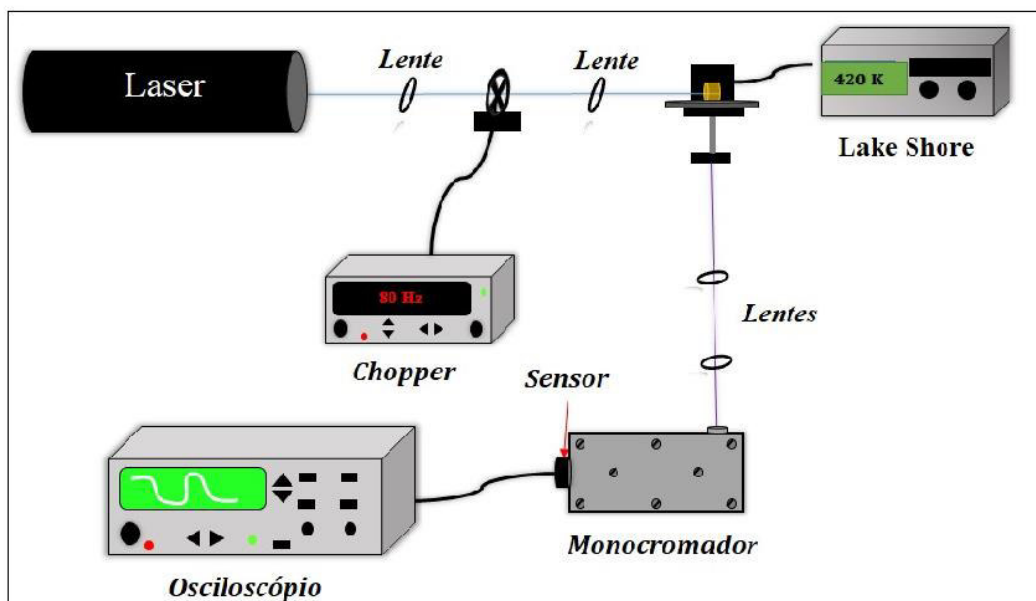 Laser
Lente
Lente
420 K
Lake Shore
80 Hz
Chopper
Lentes
Sensor
Monocromador
Osciloscópio